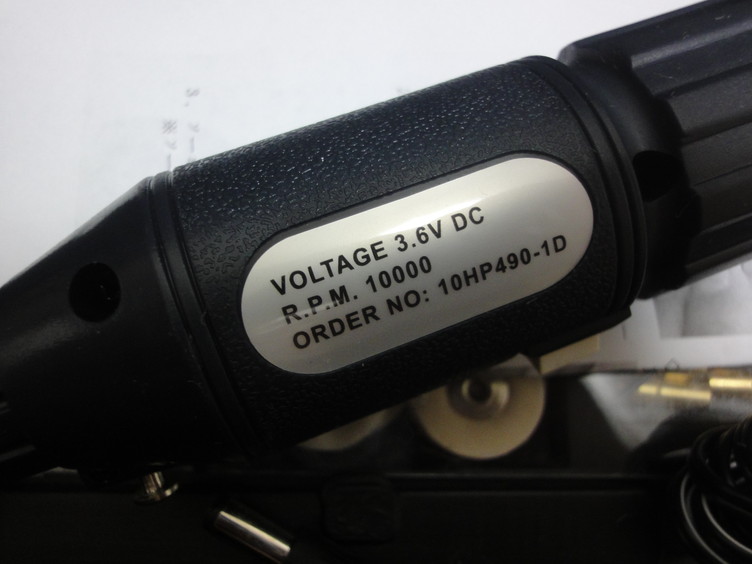 VOLTAGE 3.6V DC
R.P.M. 10000
ORDER NO: 10HP490-1D